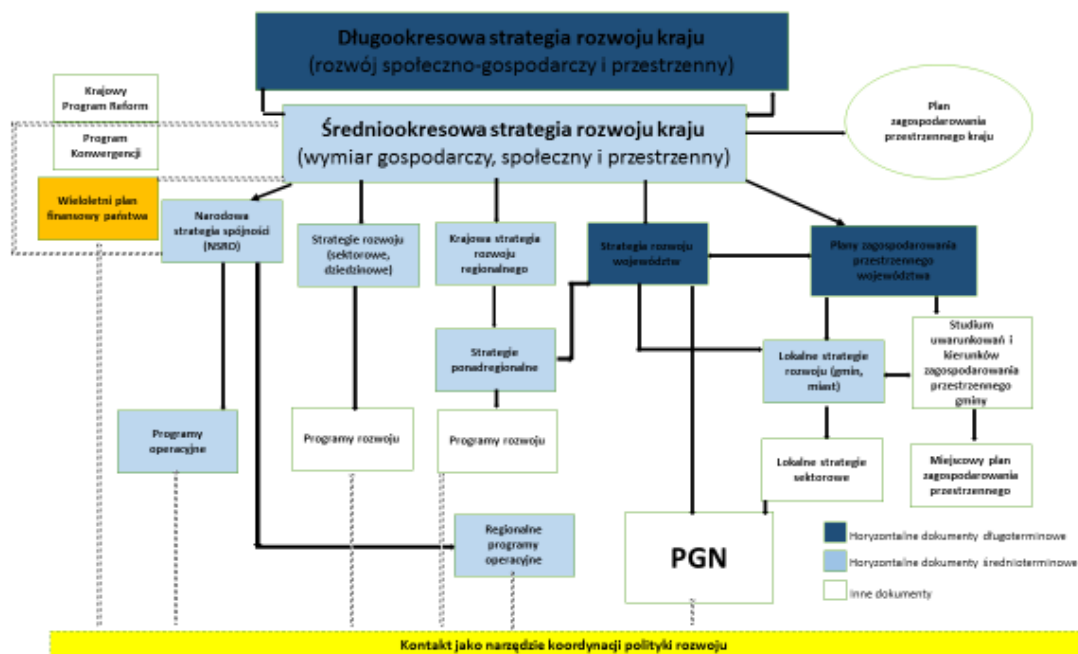 Długookresowa strategia rozwoju kraju
(rozwój społeczno-gospodarczy i przestrzenny)
Krajowy
Program Reform
Średniookresowa strategia rozwoju kraju
(wymiar gospodarczy, społeczny i przestrzenny)
Plan
zagospodarowania
przestrzennego kraju
Program
Konwergencji
Wieloletni plan
finansowy państwa
Narodowa
strategia spójności
(NSRO)
Strategie rozwoju
(sektorowe,
dziedzinowe)
Krajowa strategia
rozwoju
regionalnego
Strategia rozwoju
województw
Plany zagospodarowania
przestrzennego
województwa
Strategie
ponadregionalne
Lokalne strategie
rozwoju (gmin,
miast)
Studium
uwarunkowań i
kierunków
zagospodarowania
przestrzennego
gminy
Programy
operacyjne
Programy rozwoju
Programy rozwoju
Lokalne strategie
sektorowe
Miejscowy plan
zagospodarowania
przestrzennego
Regionalne
programy
operacyjne
PGN
Horyzontalne dokumenty długoterminowe
Horyzontalne dokumenty średnioterminowe
Inne dokumenty
Kontakt jako narzędzie koordynacji polityki rozwoju